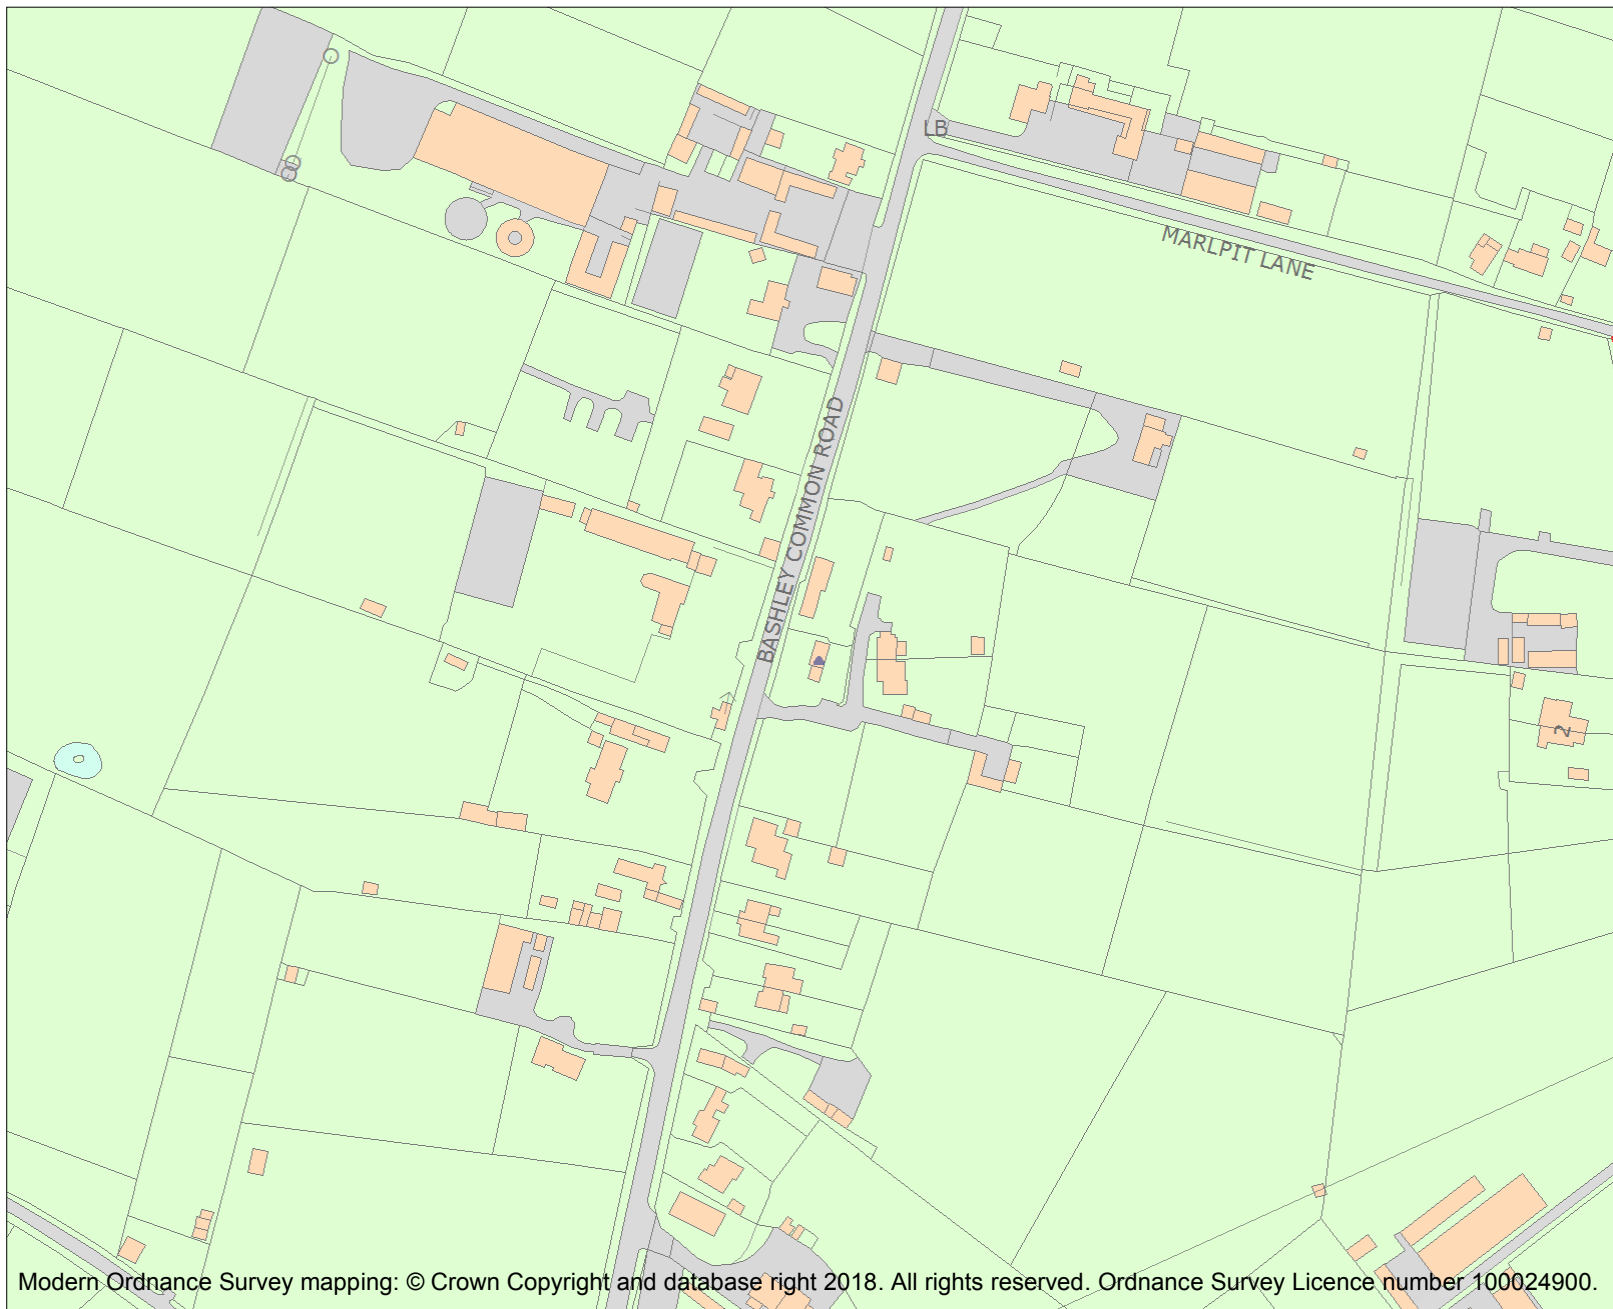 LB
MARLPIT LANE
BASHLEY COMMON ROAD
2
Modern Ordnance Survey mapping: © Crown Copyright and database right 2018. All rights reserved. Ordnance Survey Licence number 100024900.